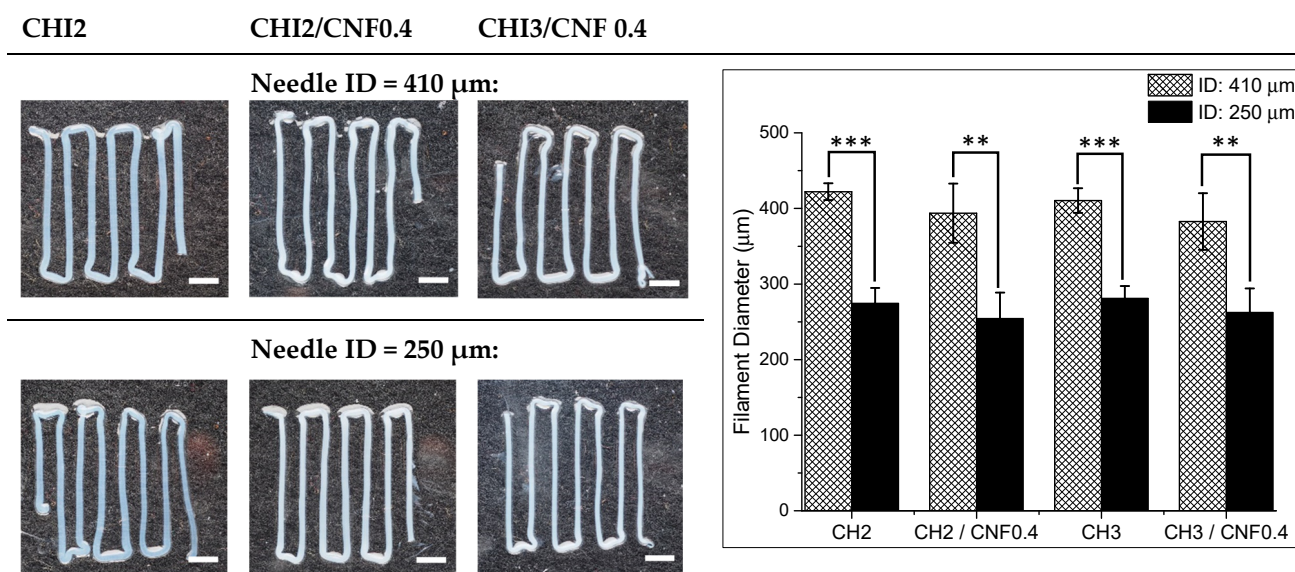 CHI2 CHI2/CNF0.4 CHI3/CNF 0.4
Needle ID = 410 μm:
Needle ID = 250 μm:
ID: 410 μm
ID: 250 μm
500
400
300
200
100
0
Filament Diameter (μm)
*** ** *** **
CH2 CH2 / CNF0.4 CH3 CH3 / CNF0.4